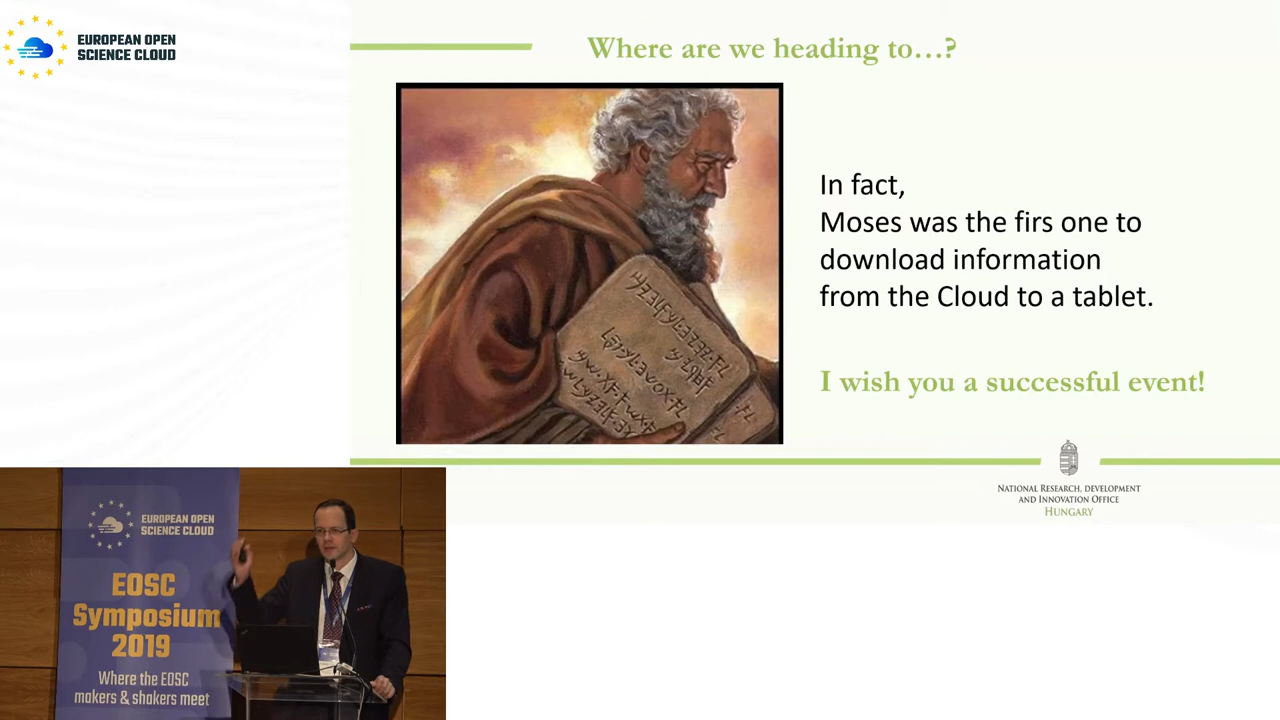 EUROPEAN OPEN
SCIENCE CLOUD
Where are we heading to...?
In fact,
Moses was the firs one to
download information
from the Cloud to a tablet.
I wish you a successful event!
NATIONAL RESEARCH, DEVELOPMENT
AND INNOVATION OFFICE
HUNGARY
EUROPEAN OPEN
SCIENCE CLOUD
EOSC
Symposium
2019
Where the EOSC
makers & shakers meet